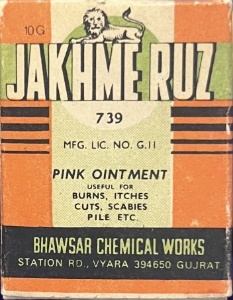 10G
JAKHME RUZ
739
MFG. LIC. NO. G.11
PINK OINTMENT
USEFUL FOR
BURNS, ITCHES
CUTS, SCABIES
PILE ETC.
BHAWSAR CHEMICAL WORKS
STATION RD., VYARA 394650 GUJRAT